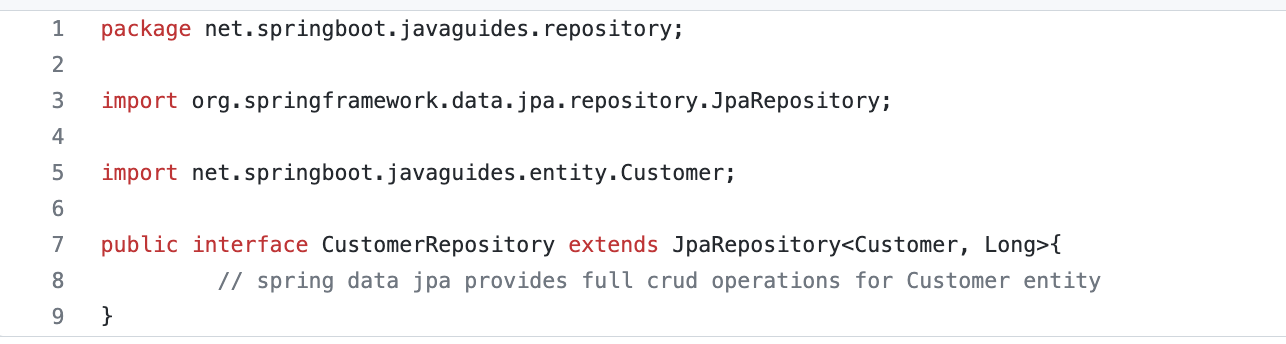 1 package net.springboot.javaguides.repository;
2
3 import org.springframework.data.jpa.repository.JpaRepository;
4
5 import net.springboot.javaguides.entity.Customer;
6
7 public interface CustomerRepository extends JpaRepository<Customer, Long>{
8 // spring data jpa provides full crud operations for Customer entity
9 }